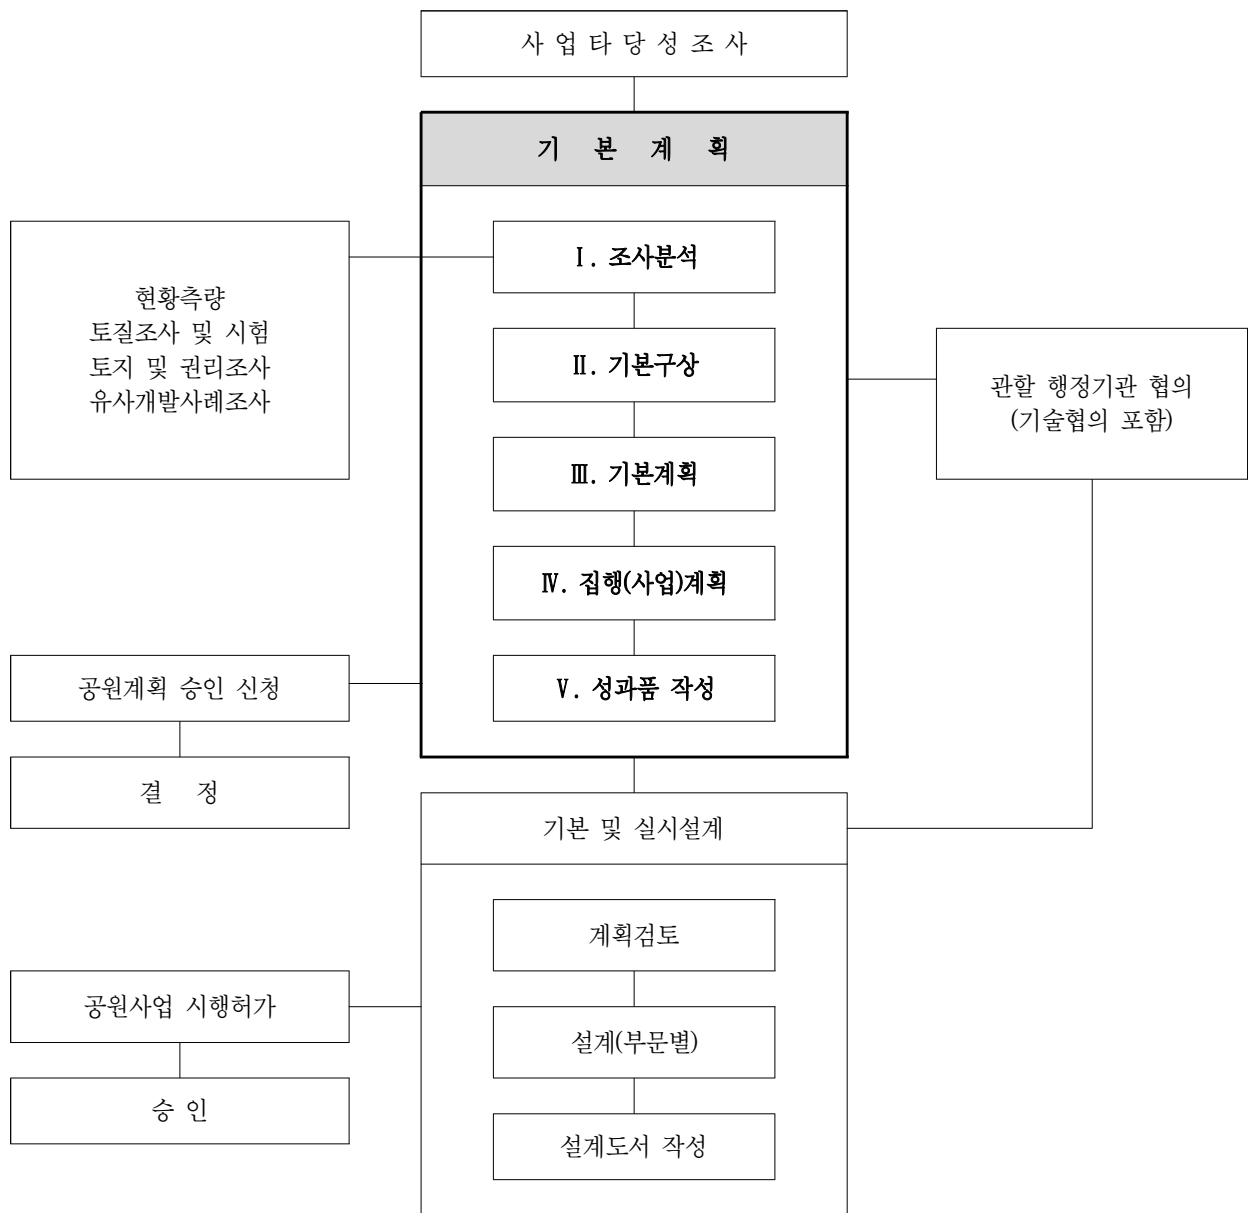 사 업 타 당 성 조 사
기 본 계 획
Ⅰ. 조사분석
현황측량
토질조사 및 시험
토지 및 권리조사
유사개발사례조사
Ⅱ. 기본구상
관할 행정기관 협의
(기술협의 포함)
Ⅲ. 기본계획
Ⅳ. 집행(사업)계획
Ⅴ. 성과품 작성
공원계획 승인 신청
결 정
기본 및 실시설계
계획검토
공원사업 시행허가
설계(부문별)
승 인
설계도서 작성